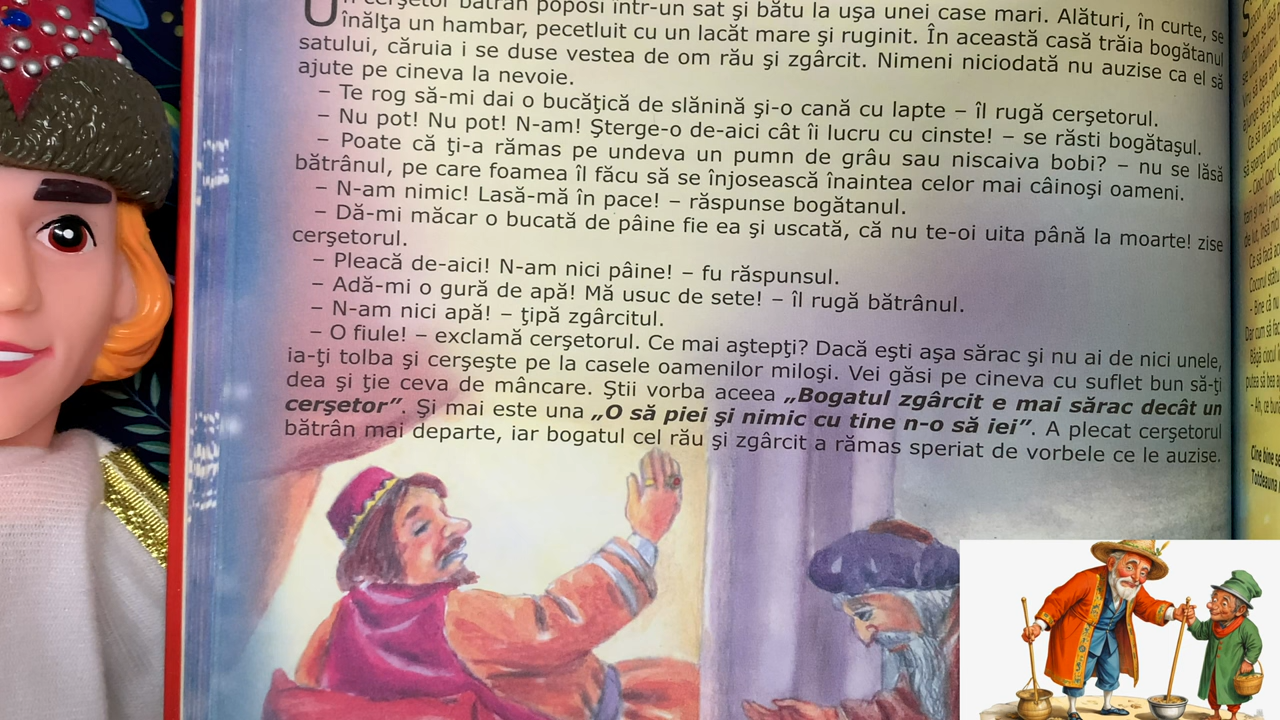 Un cerşetor bătrân poposi într-un sat şi bătu la uşa unei case mari. Alături, în curte, se
înălţa un hambar, pecetluit cu un lacăt mare şi ruginit. În această casă trăia bogătanul
satului, căruia i se duse vestea de om rău şi zgârcit. Nimeni niciodată nu auzise ca el să
ajute pe cineva la nevoie.
– Te rog să-mi dai o bucăţică de slănină şi-o cană cu lapte – îl rugă cerşetorul.
– Nu pot! Nu pot! N-am! Şterge-o de-aici cât îi lucru cu cinste! – se răsti bogătaşul.
– Poate că ţi-a rămas pe undeva un pumn de grâu sau niscaiva bobi? – nu se lăsă
bătrânul, pe care foamea îl făcu să se înjosească înaintea celor mai câinoşi oameni.
– N-am nimic! Lasă-mă în pace! – răspunse bogătanul.
– Dă-mi măcar o bucată de pâine fie ea şi uscată, că nu te-oi uita până la moarte! zise
cerşetorul.
– Pleacă de-aici! N-am nici pâine! – fu răspunsul.
– Adă-mi o gură de apă! Mă usuc de sete! – îl rugă bătrânul.
– N-am nici apă! – ţipă zgârcitul.
– O fiule! – exclamă cerşetorul. Ce mai aştepţi? Dacă eşti aşa sărac şi nu ai de nici unele,
ia-ţi tolba şi cerşeşte pe la casele oamenilor miloşi. Vei găsi pe cineva cu suflet bun să-ţi
dea şi ţie ceva de mâncare. Ştii vorba aceea „Bogatul zgârcit e mai sărac decât un
cerşetor”. Şi mai este una „O să piei şi nimic cu tine n-o să iei”. A plecat cerşetorul
bătrân mai departe, iar bogatul cel rău şi zgârcit a rămas speriat de vorbele ce le auzise.